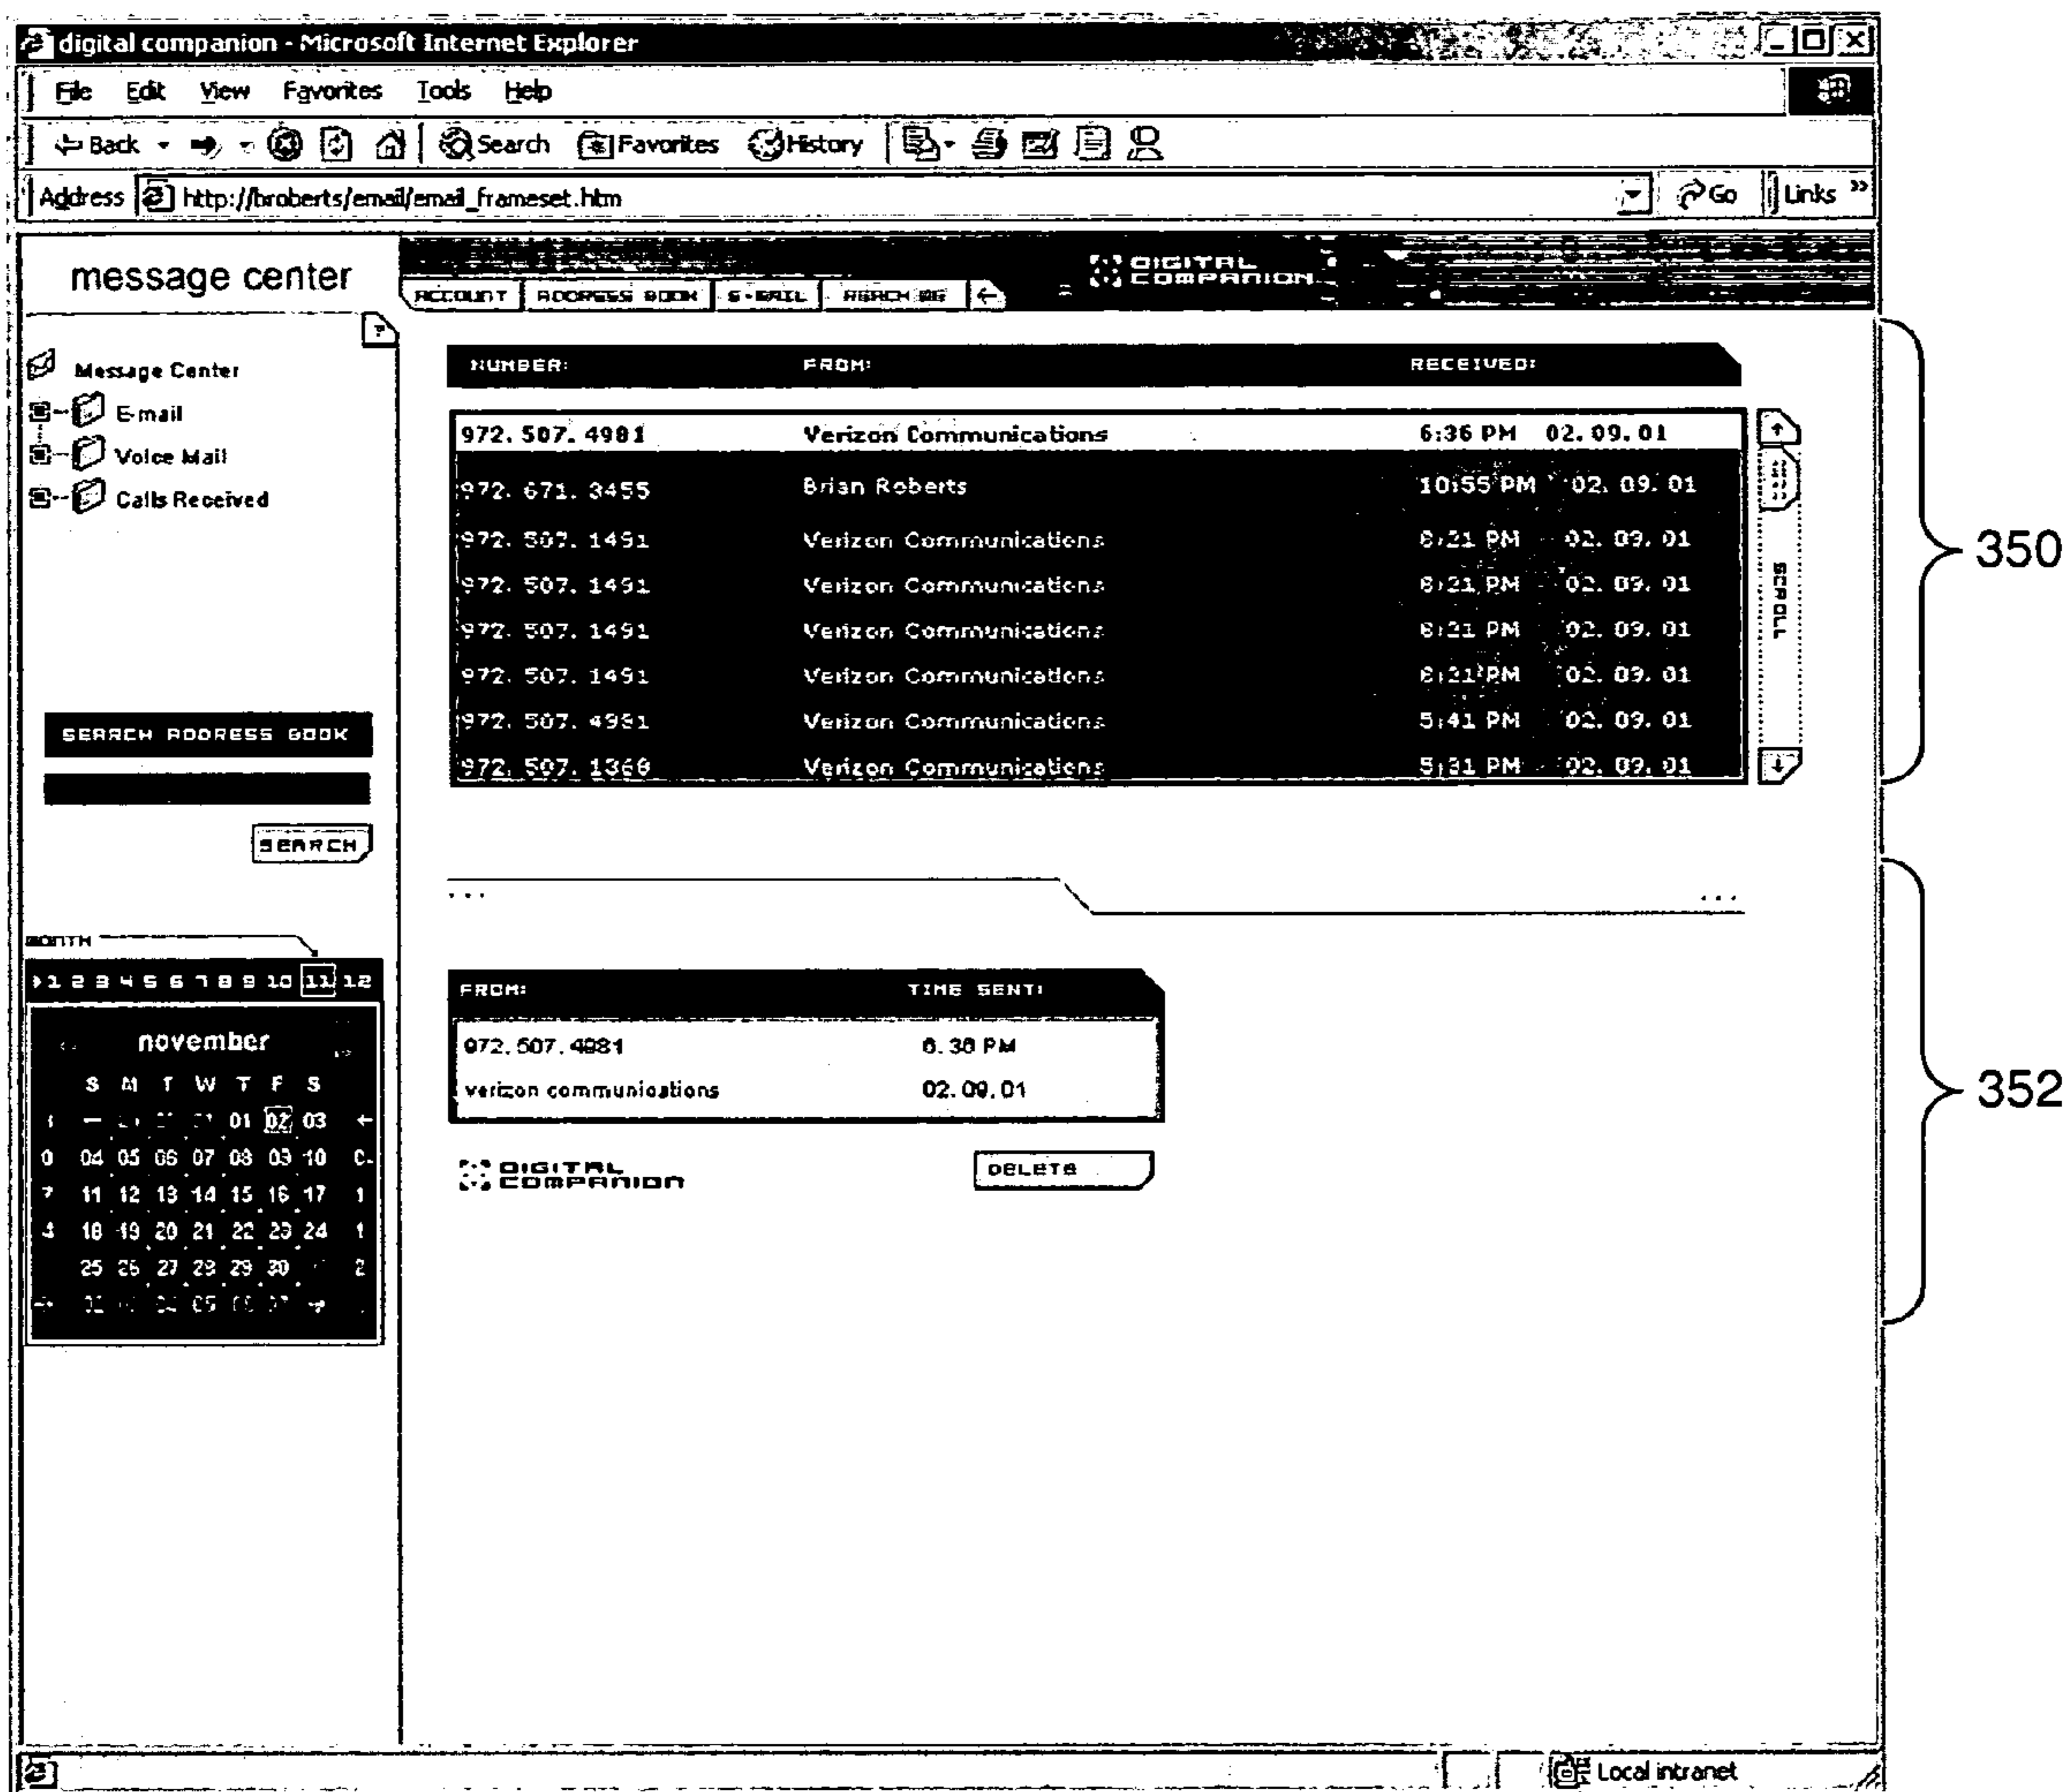 digital companion - Microsoft Internet Explorer
File Edit View Favorites Tools Help
Back Search Favorites History
Address http://broberts/email/email_frameset.htm Go Links »
message center
DIGITAL COMPANION
ACCOUNT ADDRESS BOOK E-MAIL REACH ME
?
Message Center
E-mail
Voice Mail
Calls Received
NUMBER: FROM: RECEIVED:
972. 507. 4981 Verizon Communications 6:36 PM 02. 09. 01
972. 671. 3455 Brian Roberts 10:55 PM 02. 09. 01
972. 507. 1491 Verizon Communications 02. 09. 01
972. 507. 1491 Verizon Communications 02. 09. 01
972. 507. 1491 Verizon Communications 02. 09. 01
972. 507. 1491 Verizon Communications 02. 09. 01
972. 507. 4981 Verizon Communications 5:41 PM 02. 09. 01
972. 507. 1368 Verizon Communications 5:31 PM 02. 09. 01
SCROLL
350
SEARCH ADDRESS BOOK
SEARCH
... ...
MONTH
1 2 3 4 5 6 7 8 9 10 11 12
november
S M T W T F S
01 02 03
04 05 06 07 08 09 10
11 12 13 14 15 16 17
18 19 20 21 22 23 24
25 26 27 28 29 30
FROM: TIME SENT:
972. 507. 4981 6. 36 PM
verizon communications 02. 09. 01
DIGITAL COMPANION
DELETE
352
Local intranet